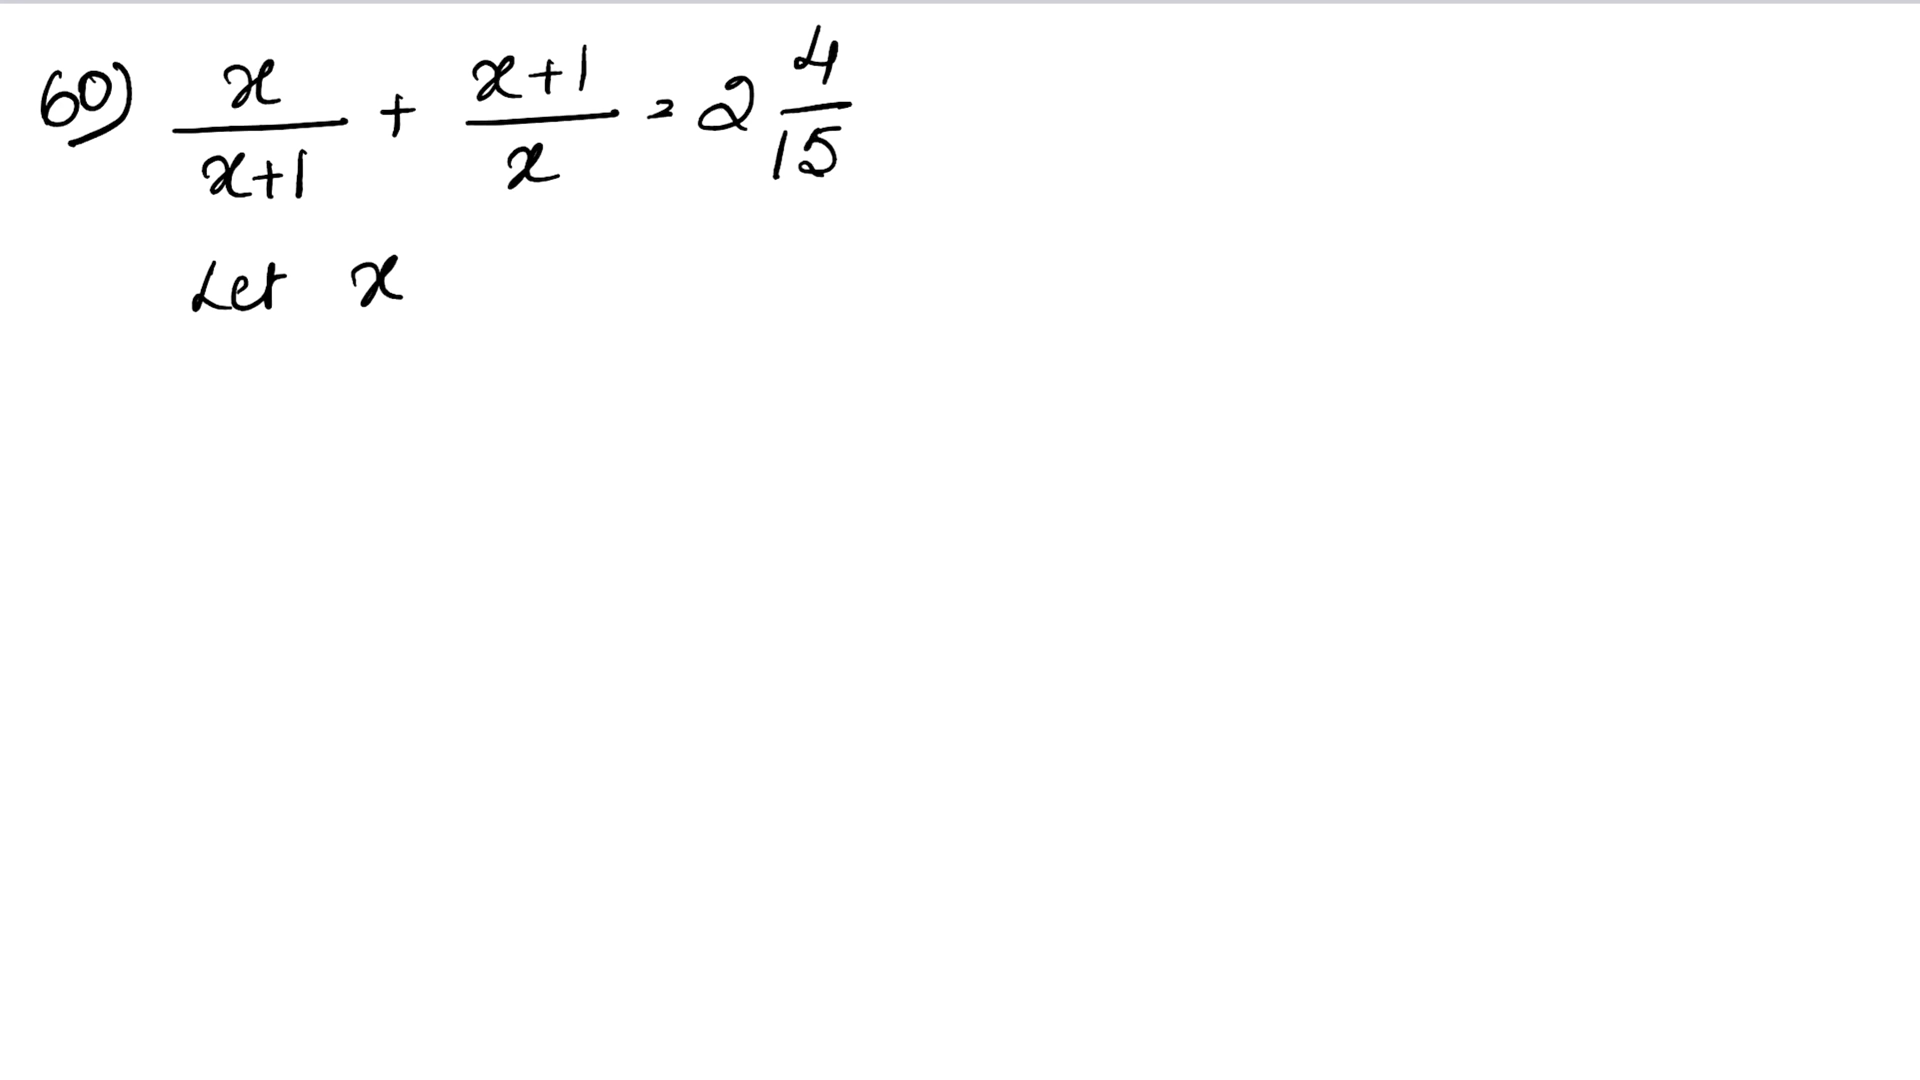 60) x/(x+1) + (x+1)/x = 2 4/15
Let x